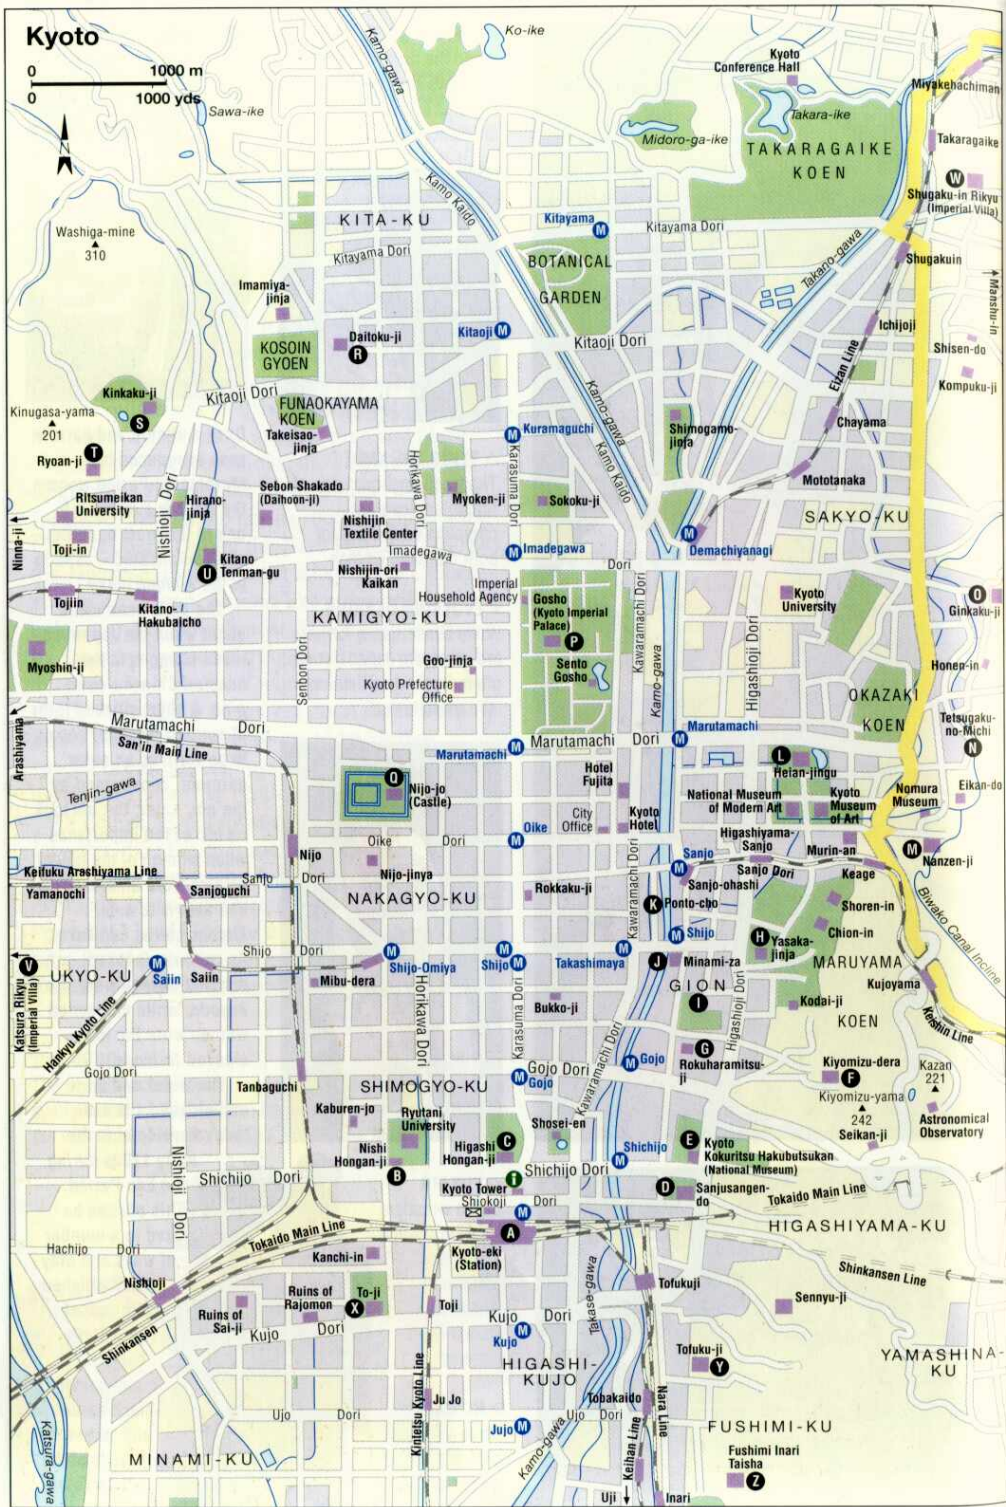 Kyoto
0 1000 m
0 1000 yds
N
Ko-ike
Kamo-gawa
Sawa-ike
Kyoto
Conference Hall
Takara-ike
Midoro-ga-ike
TAKARAGAIKE
KOEN
Miyakehachiman
Takaragaike
W
Shugaku-in Rikyu
(Imperial Villa)
Kamo Kaido
KITA-KU
Kitayama
M
Kitayama Dori
Kitayama Dori
Washiga-mine
310
BOTANICAL
GARDEN
Takano-gawa
Shugakuin
Manshu-in
Imamiya-
jinja
Daitoku-ji
R
Kitaoji M
Kitaoji Dori
KOSOIN
GYOEN
Ichijoji
Shisen-do
Eizan Line
Kompuku-ji
Kinkaku-ji
S
Kitaoji Dori
Kinugasa-yama
201
FUNAOKAYAMA
KOEN
Takeisao-
jinja
Kamo-gawa
Kamo Kaido
Shimogamo-
jinja
Chayama
M Kuramaguchi
T
Ryoan-ji
Horikawa Dori
Karasuma Dori
Mototanaka
Ritsumeikan
University
Nishioji Dori
Hirano-
jinja
Sebon Shakado
(Daihoon-ji)
Myoken-ji
Sokoku-ji
Nishijin
Textile Center
SAKYO-KU
Ninna-ji
Toji-in
M
Demachiyanagi
U
Kitano
Tenman-gu
Imadegawa
M Imadegawa
Dori
Nishijin-ori
Kaikan
Imperial
Household Agency
Tojiin
Kitano-
Hakubaicho
Gosho
(Kyoto Imperial
Palace)
P
Kawaramachi Dori
Kyoto
University
O
Ginkaku-ji
KAMIGYO-KU
Higashioji Dori
Myoshin-ji
Senbon Dori
Goo-jinja
Kyoto Prefecture
Office
Sento
Gosho
Kamo-gawa
Honen-in
OKAZAKI
KOEN
Tetsugaku-
no-Michi
N
Arashiyama
Marutamachi Dori
San'in Main Line
Marutamachi
M
Marutamachi Dori
Marutamachi
M
L
Heian-jingu
Tenjin-gawa
Q
Nijo-jo
(Castle)
Hotel
Fujita
National Museum
of Modern Art
Kyoto
Museum
of Art
Nomura
Museum
Eikan-do
City
Office
Kyoto
Hotel
Oike Dori
Oike
M
Higashiyama-
Sanjo
Murin-an
M
Nanzen-ji
Nijo
Nijo-jinya
Keifuku Arashiyama Line
Yamanochi
Sanjoguchi
Sanjo Dori
Sanjo
M
Sanjo-ohashi
Sanjo Dori
Keage
Rokkaku-ji
NAKAGYO-KU
Kawaramachi Dori
K
Ponto-cho
Shoren-in
Chion-in
Biwako Canal Incline
Shijo Dori
V
Katsura Rikyu
(Imperial Villa)
UKYO-KU
M
Saiin
Saiin
M
Shijo-Omiya
M
Shijo M
M
Takashimaya
M Shijo
H
Yasaka-
jinja
Mibu-dera
J
Minami-za
GION
I
MARUYAMA
KOEN
Kujoyama
Hankyu Kyoto Line
Horikawa Dori
Karasuma Dori
Bukko-ji
Higashioji Dori
Kodai-ji
Keishin Line
Gojo Dori
Tanbaguchi
Gojo Dori
M
Gojo
Kawaramachi Dori
M Gojo
G
Rokuharamitsu-
ji
Kiyomizu-dera
F
Kiyomizu-yama
242
Kazan
221
SHIMOGYO-KU
Kaburen-jo
Ryutani
University
Shosei-en
Seikan-ji
Astronomical
Observatory
Nishi
Hongan-ji
B
Higashi
Hongan-ji
C
Shichijo
M
E
Kyoto
Kokuritsu Hakubutsukan
(National Museum)
Nishioji Dori
Shichijo Dori
i
Shichijo Dori
Kyoto Tower
Shiokoji Dori
D
Sanjusangen-
do
Tokaido Main Line
M
A
Kyoto-eki
(Station)
HIGASHIYAMA-KU
Hachijo Dori
Tokaido Main Line
Kanchi-in
Shinkansen Line
Nishioji
Takase-gawa
Tofukuji
Sennyu-ji
Ruins of
Sai-ji
Ruins of
Rajomon
To-ji
X
Toji
Kujo Dori
Kujo Dori
Kujo
M
Shinkansen
HIGASHI-
KUJO
Tofuku-ji
Y
YAMASHINA-
KU
Kintetsu Kyoto Line
Ju Jo
Tobakaido
Nara Line
Ujo Dori
Ujo Dori
Jujo M
Katsura-gawa
Kamo-gawa
Keihan Line
FUSHIMI-KU
MINAMI-KU
Fushimi Inari
Taisha
Z
Uji
Inari